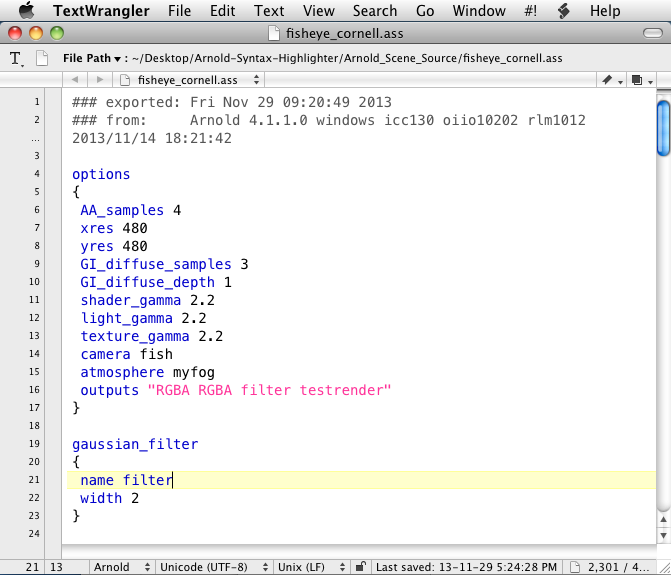 TextWrangler File Edit Text View Search Go Window #! Help
fisheye_cornell.ass
File Path ▾ : ~/Desktop/Arnold-Syntax-Highlighter/Arnold_Scene_Source/fisheye_cornell.ass
fisheye_cornell.ass
1 ### exported: Fri Nov 29 09:20:49 2013
2 ### from:     Arnold 4.1.1.0 windows icc130 oiio10202 rlm1012
... 2013/11/14 18:21:42
3
4 options
5 {
6  AA_samples 4
7  xres 480
8  yres 480
9  GI_diffuse_samples 3
10  GI_diffuse_depth 1
11  shader_gamma 2.2
12  light_gamma 2.2
13  texture_gamma 2.2
14  camera fish
15  atmosphere myfog
16  outputs "RGBA RGBA filter testrender"
17 }
18
19 gaussian_filter
20 {
21  name filter
22  width 2
23 }
24
21 13 Arnold Unicode (UTF-8) Unix (LF) Last saved: 13-11-29 5:24:28 PM 2,301 / 4...